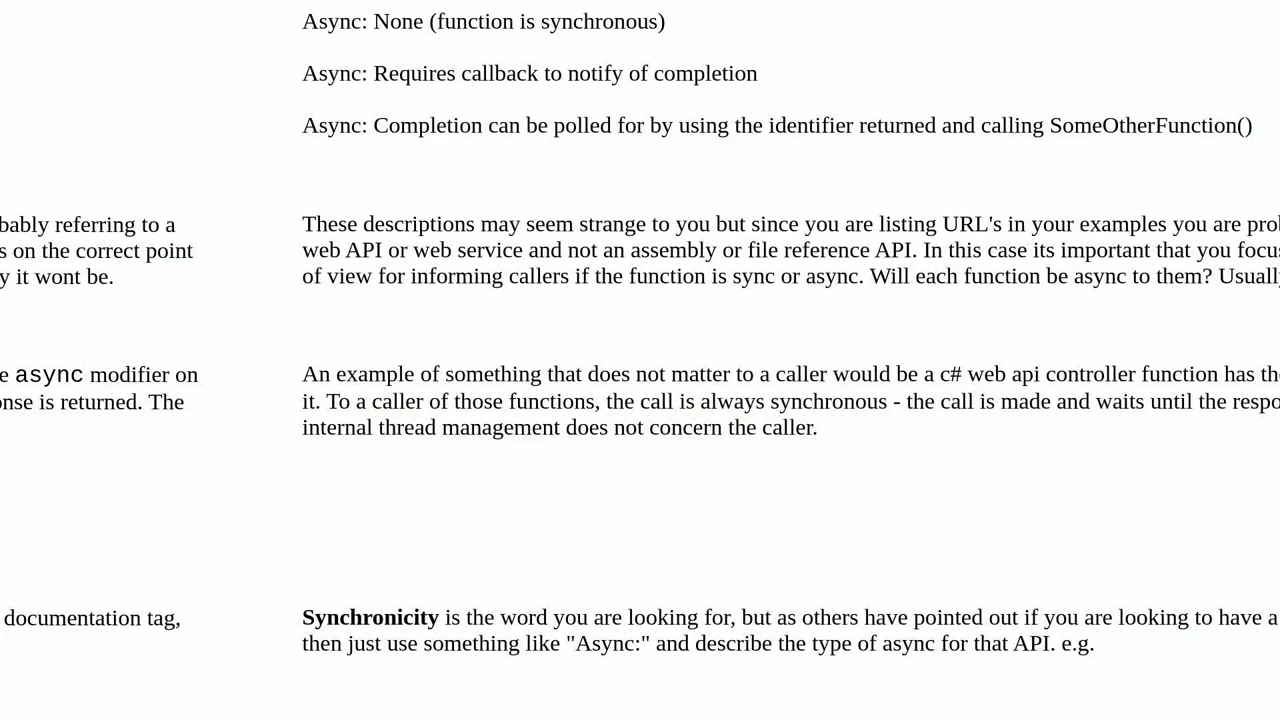 Async: None (function is synchronous)
Async: Requires callback to notify of completion
Async: Completion can be polled for by using the identifier returned and calling SomeOtherFunction()
bably referring to a
s on the correct point
y it wont be.
These descriptions may seem strange to you but since you are listing URL's in your examples you are pro
web API or web service and not an assembly or file reference API. In this case its important that you focu
of view for informing callers if the function is sync or async. Will each function be async to them? Usuall
e async modifier on
onse is returned. The
An example of something that does not matter to a caller would be a c# web api controller function has th
it. To a caller of those functions, the call is always synchronous - the call is made and waits until the resp
internal thread management does not concern the caller.
documentation tag,
Synchronicity is the word you are looking for, but as others have pointed out if you are looking to have a
then just use something like "Async:" and describe the type of async for that API. e.g.